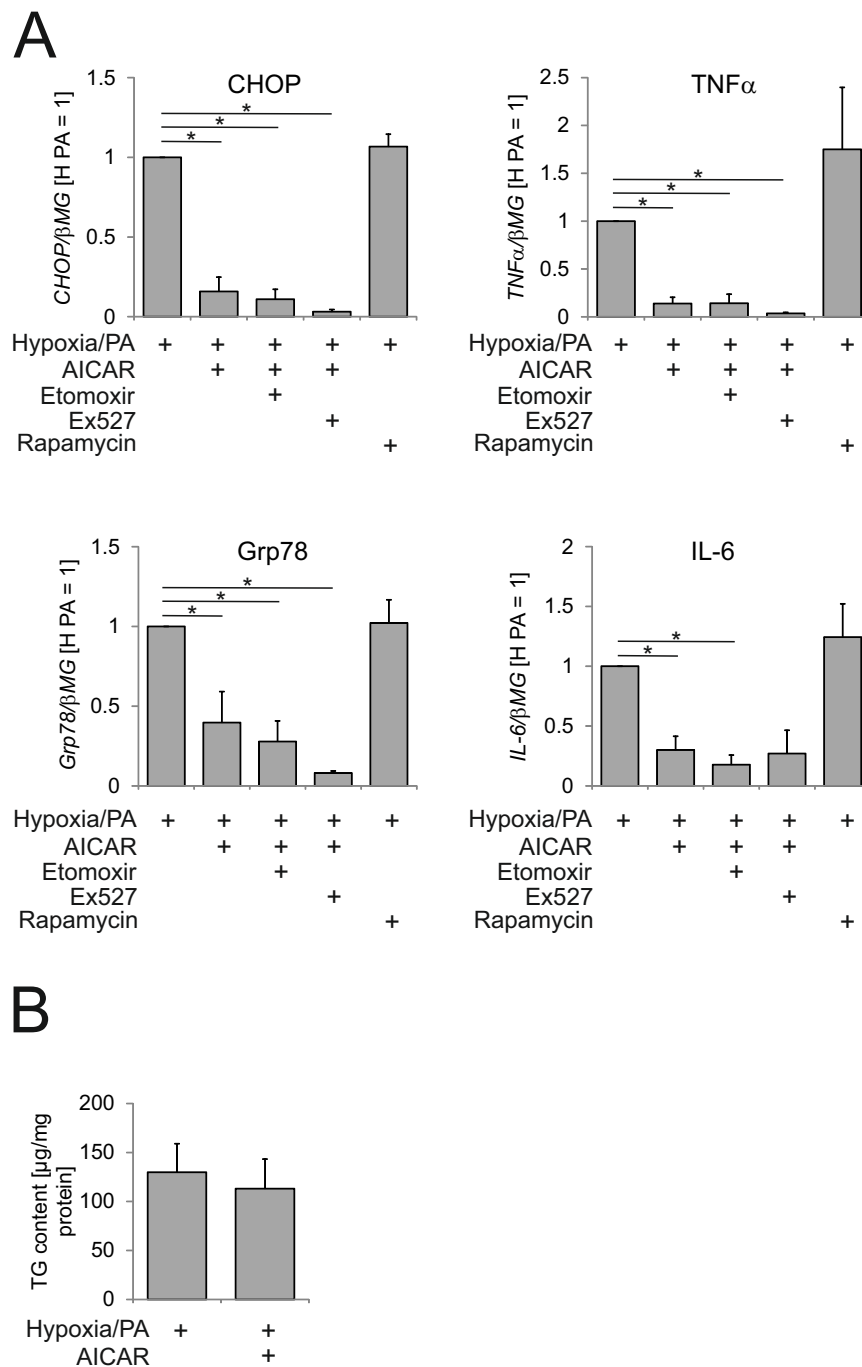 A
CHOP
CHOP/βMG [H PA = 1]
1.5
1
0.5
0
* 
*
*
Hypoxia/PA + + + + +
AICAR + + +
Etomoxir +
Ex527 +
Rapamycin +
TNFα
TNFα/βMG [H PA = 1]
2.5
2
1.5
1
0.5
0
*
*
*
Hypoxia/PA + + + + +
AICAR + + +
Etomoxir +
Ex527 +
Rapamycin +
Grp78
Grp78/βMG [H PA = 1]
1.5
1
0.5
0
*
*
*
Hypoxia/PA + + + + +
AICAR + + +
Etomoxir +
Ex527 +
Rapamycin +
IL-6
IL-6/βMG [H PA = 1]
2
1.5
1
0.5
0
*
*
Hypoxia/PA + + + + +
AICAR + + +
Etomoxir +
Ex527 +
Rapamycin +
B
TG content [µg/mg
protein]
200
150
100
50
0
Hypoxia/PA + +
AICAR +